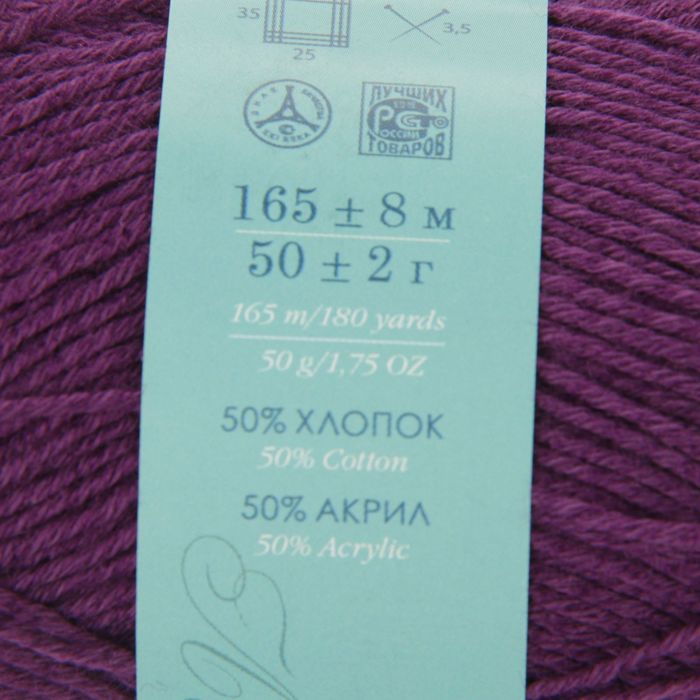 35
3,5
25
ЛУЧШИХ
РОССИИ
ТОВАРОВ
165 ± 8 м
50 ± 2 г
165 m/180 yards
50 g/1,75 OZ
50% ХЛОПОК
50% Cotton
50% АКРИЛ
50% Acrylic